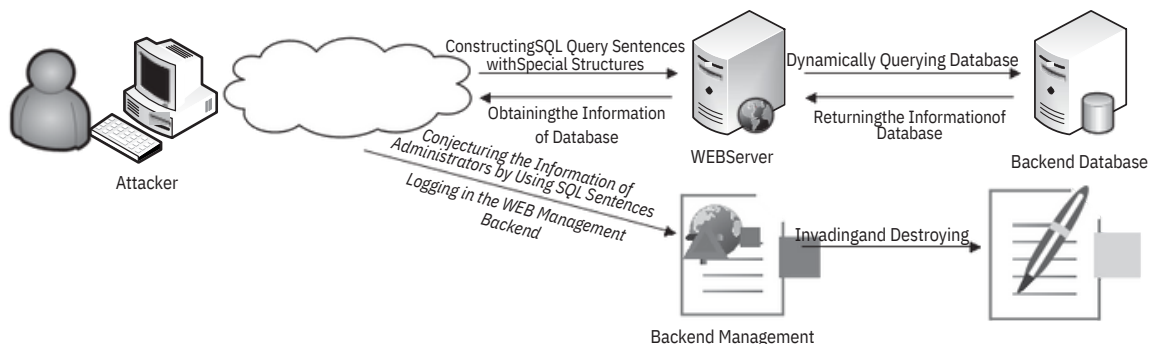 ConstructingSQL Query Sentences
withSpecial Structures
Dynamically Querying Database
Obtainingthe Information
of Database
Returningthe Informationof
Database
WEBServer
Backend Database
Attacker
Conjecturing the Information of
Administrators by Using SQL Sentences
Logging in the WEB Management
Backend
Invadingand Destroying
Backend Management